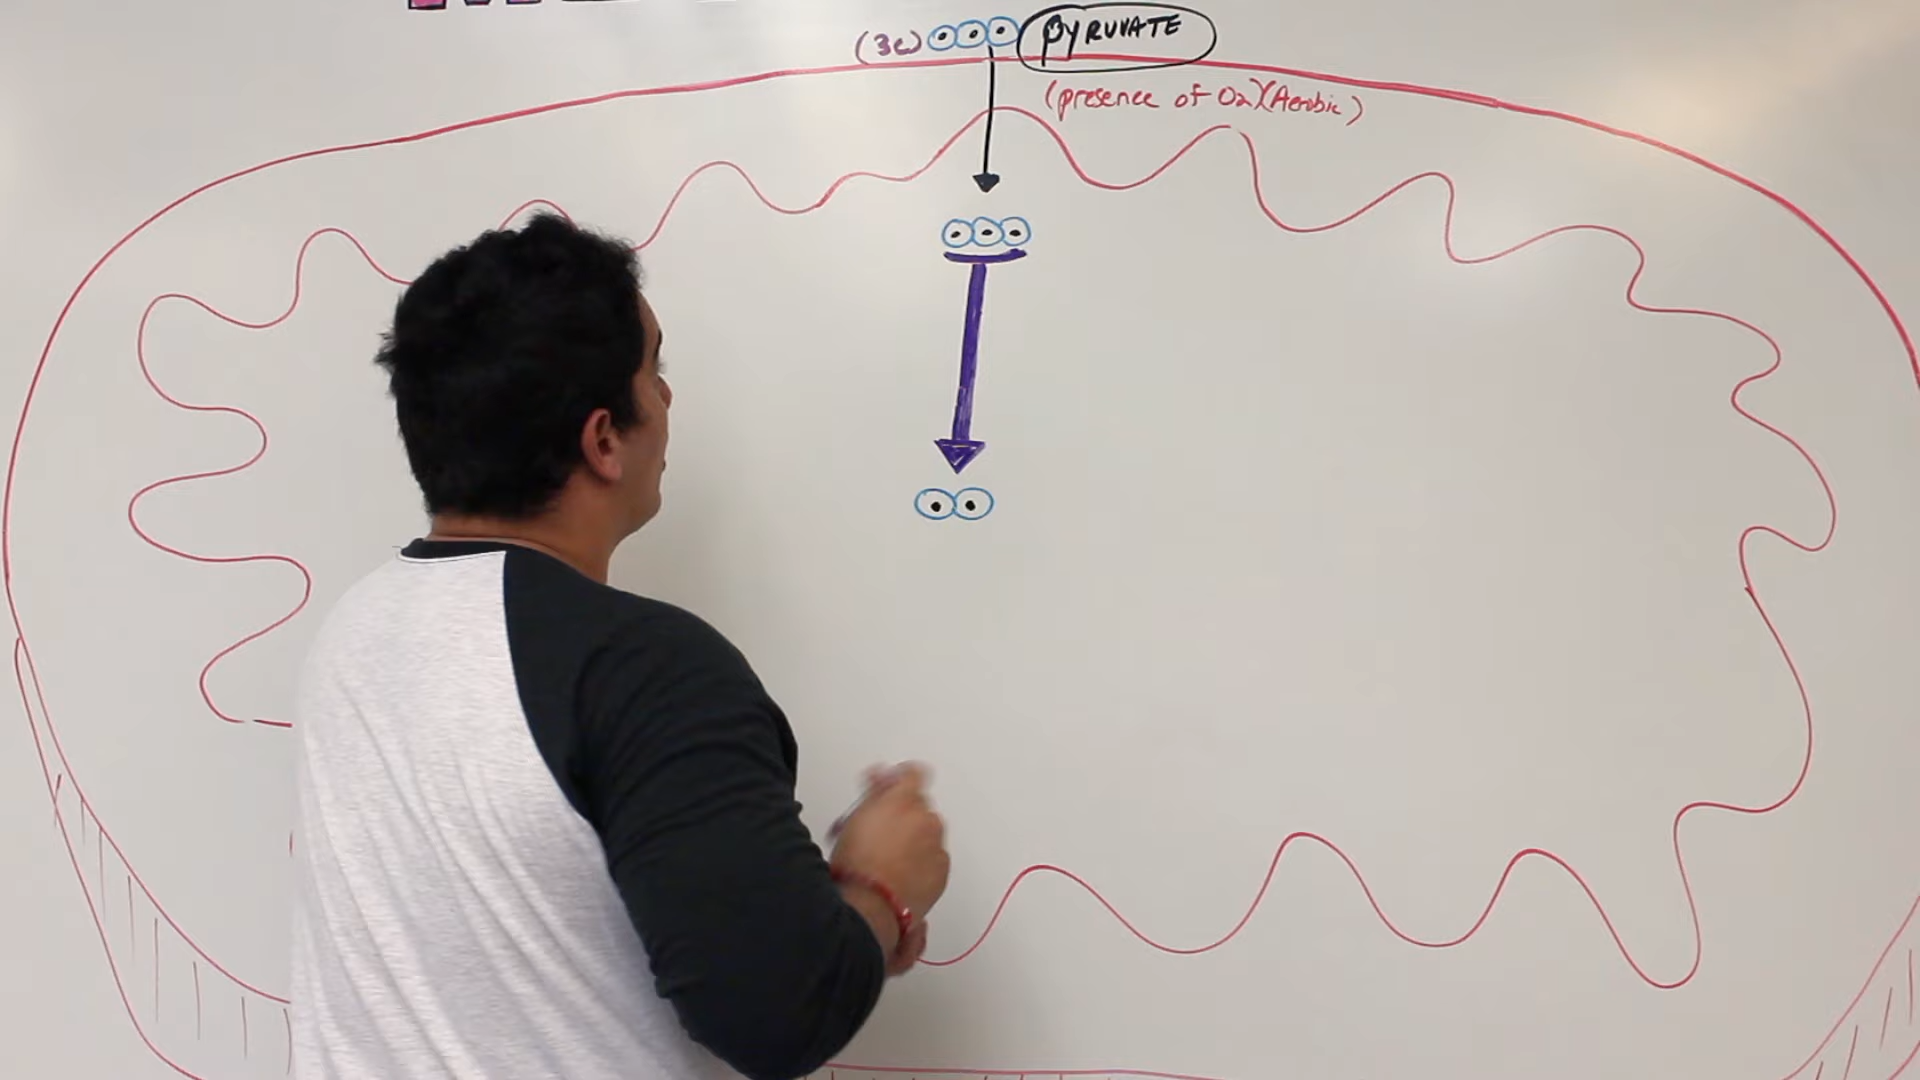 (3c) PYRUVATE
(presence of O2)(Aerobic)